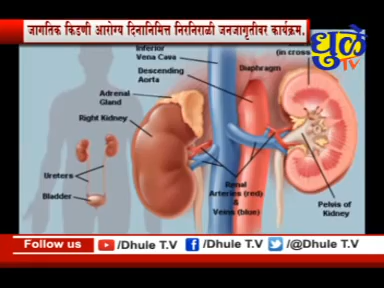 जागतिक किडणी आरोग्य दिनानिमित्त निरनिराळी जनजागृतीवर कार्यक्रम.
धुळे
TV
Inferior
Vena Cava
(in cross
Descending
Aorta
Diaphragm
Adrenal
Gland
Right Kidney
Ureters
Bladder
Renal
Arteries (red)
&
Veins (blue)
Pelvis of
Kidney
Follow us
/Dhule T.V
/Dhule T.V
/@Dhule T.V